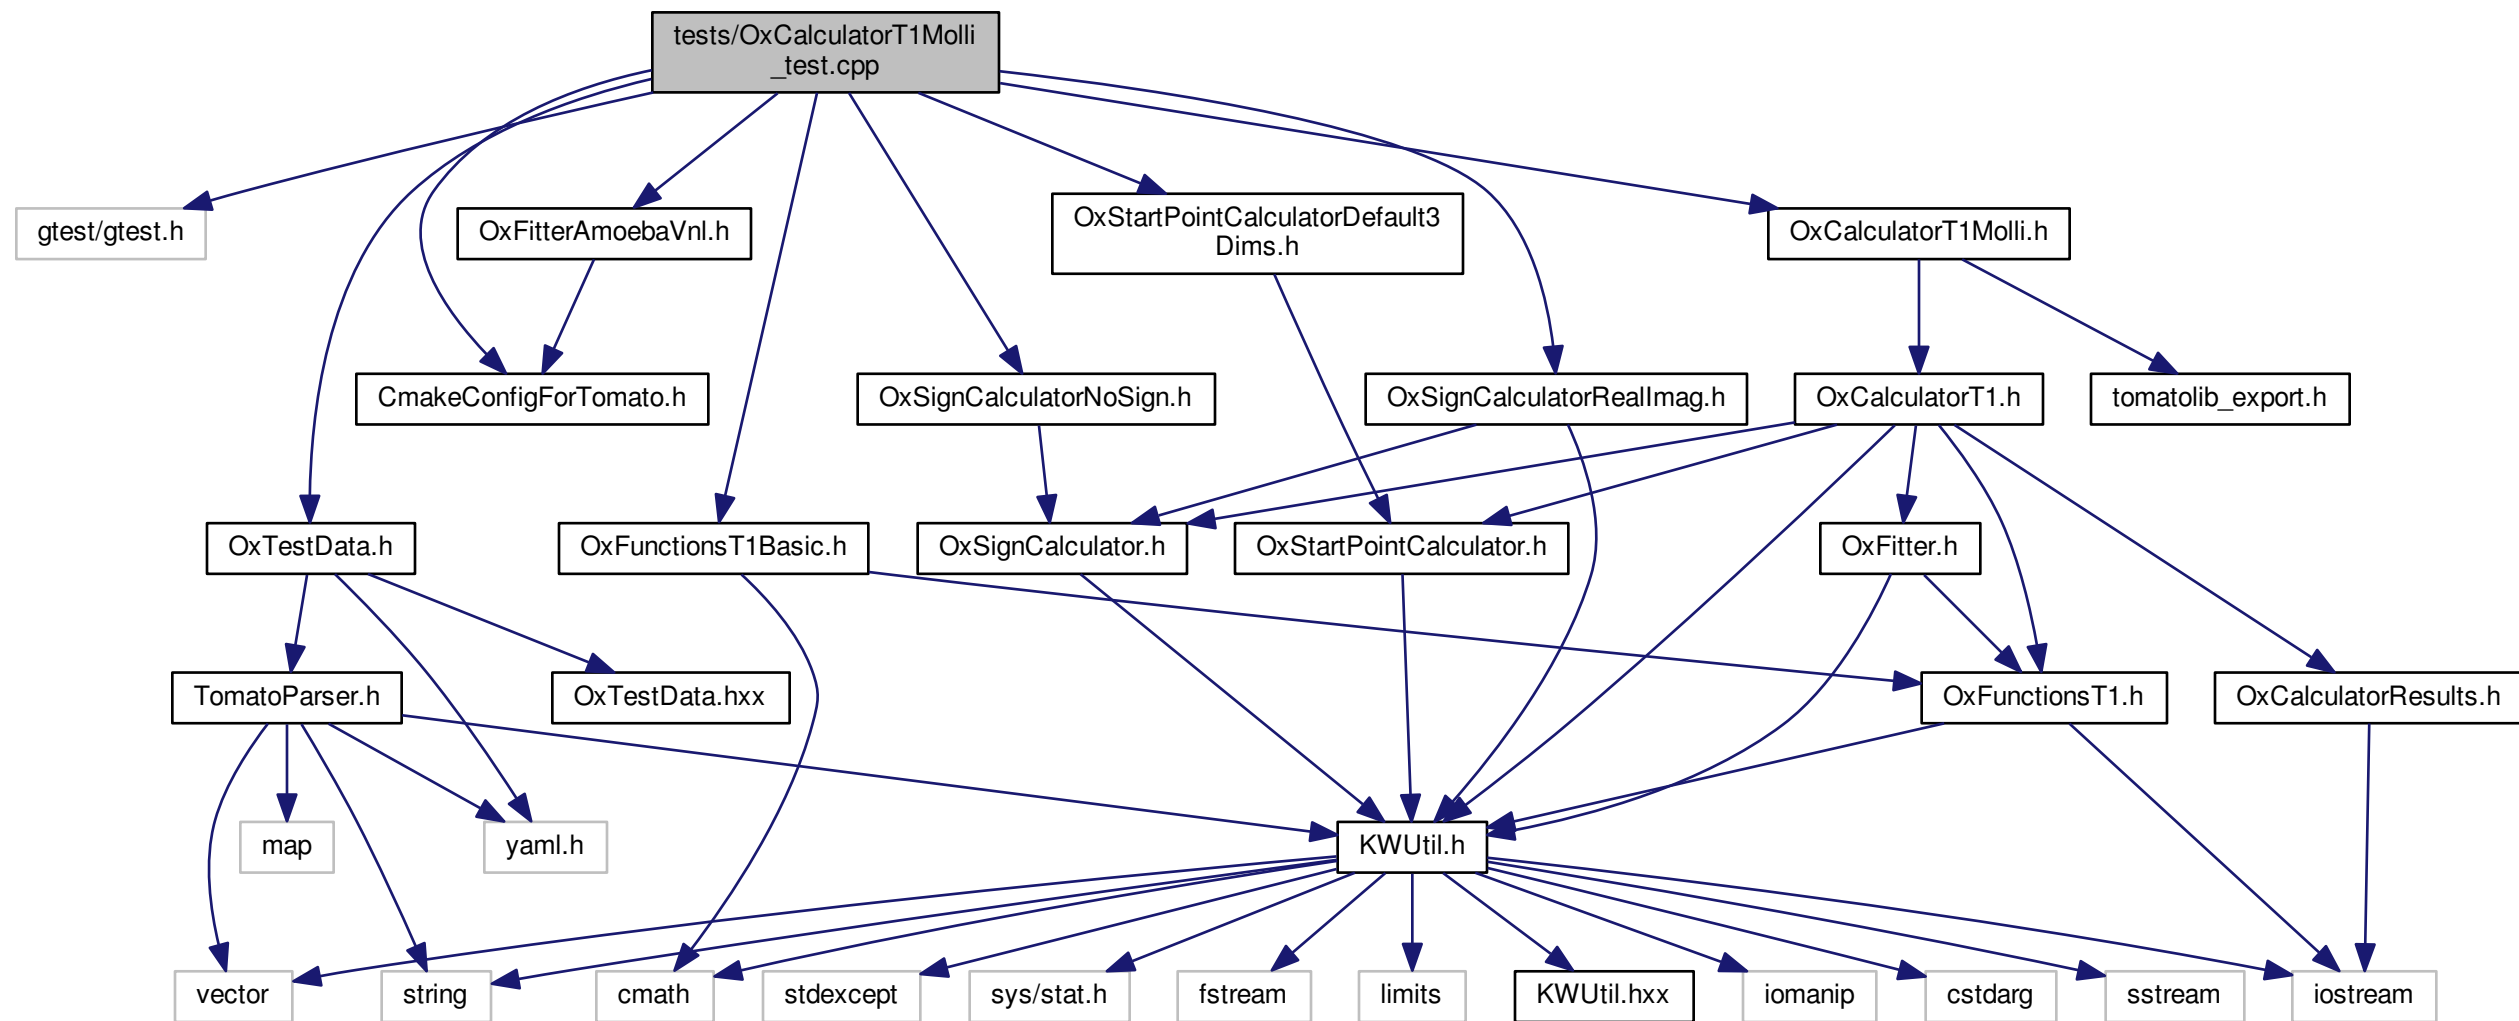 tests/OxCalculatorT1Molli
_test.cpp
gtest/gtest.h
OxFitterAmoebaVnl.h
OxStartPointCalculatorDefault3
Dims.h
OxCalculatorT1Molli.h
CmakeConfigForTomato.h
OxSignCalculatorNoSign.h
OxSignCalculatorRealImag.h
OxCalculatorT1.h
tomatolib_export.h
OxTestData.h
OxFunctionsT1Basic.h
OxSignCalculator.h
OxStartPointCalculator.h
OxFitter.h
TomatoParser.h
OxTestData.hxx
OxFunctionsT1.h
OxCalculatorResults.h
map
yaml.h
KWUtil.h
vector
string
cmath
stdexcept
sys/stat.h
fstream
limits
KWUtil.hxx
iomanip
cstdarg
sstream
iostream